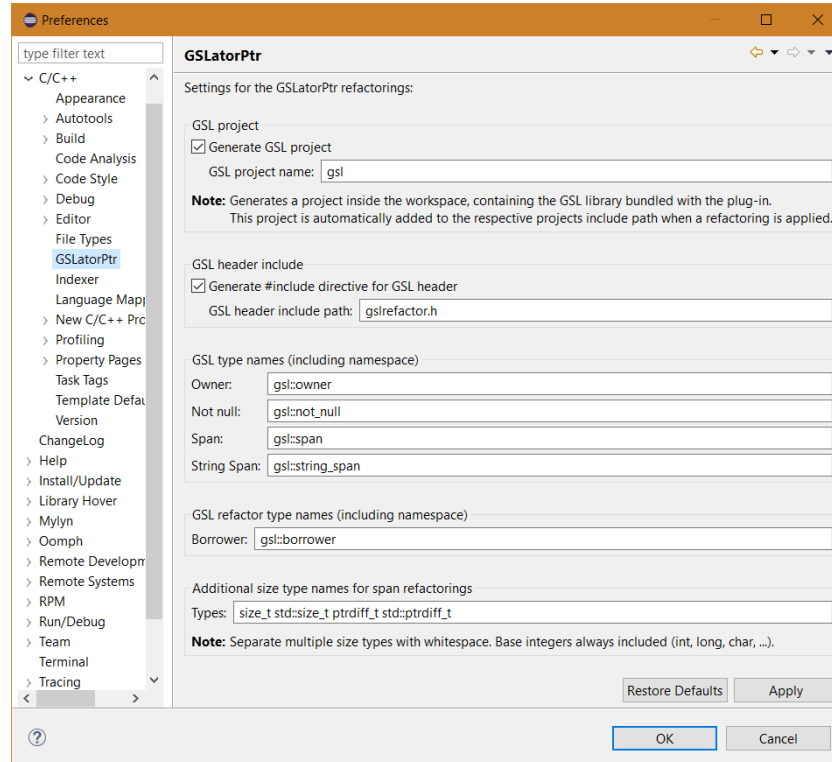 Preferences
type filter text
C/C++
Appearance
Autotools
Build
Code Analysis
Code Style
Debug
Editor
File Types
GSLatorPtr
Indexer
Language Mapp
New C/C++ Pro
Profiling
Property Pages
Task Tags
Template Defau
Version
ChangeLog
Help
Install/Update
Library Hover
Mylyn
Oomph
Remote Developm
Remote Systems
RPM
Run/Debug
Team
Terminal
Tracing
GSLatorPtr
Settings for the GSLatorPtr refactorings:
GSL project
Generate GSL project
GSL project name: gsl
Note: Generates a project inside the workspace, containing the GSL library bundled with the plug-in.
This project is automatically added to the respective projects include path when a refactoring is applied.
GSL header include
Generate #include directive for GSL header
GSL header include path: gslrefactor.h
GSL type names (including namespace)
Owner: gsl::owner
Not null: gsl::not_null
Span: gsl::span
String Span: gsl::string_span
GSL refactor type names (including namespace)
Borrower: gsl::borrower
Additional size type names for span refactorings
Types: size_t std::size_t ptrdiff_t std::ptrdiff_t
Note: Separate multiple size types with whitespace. Base integers always included (int, long, char, ...).
Restore Defaults Apply
OK Cancel